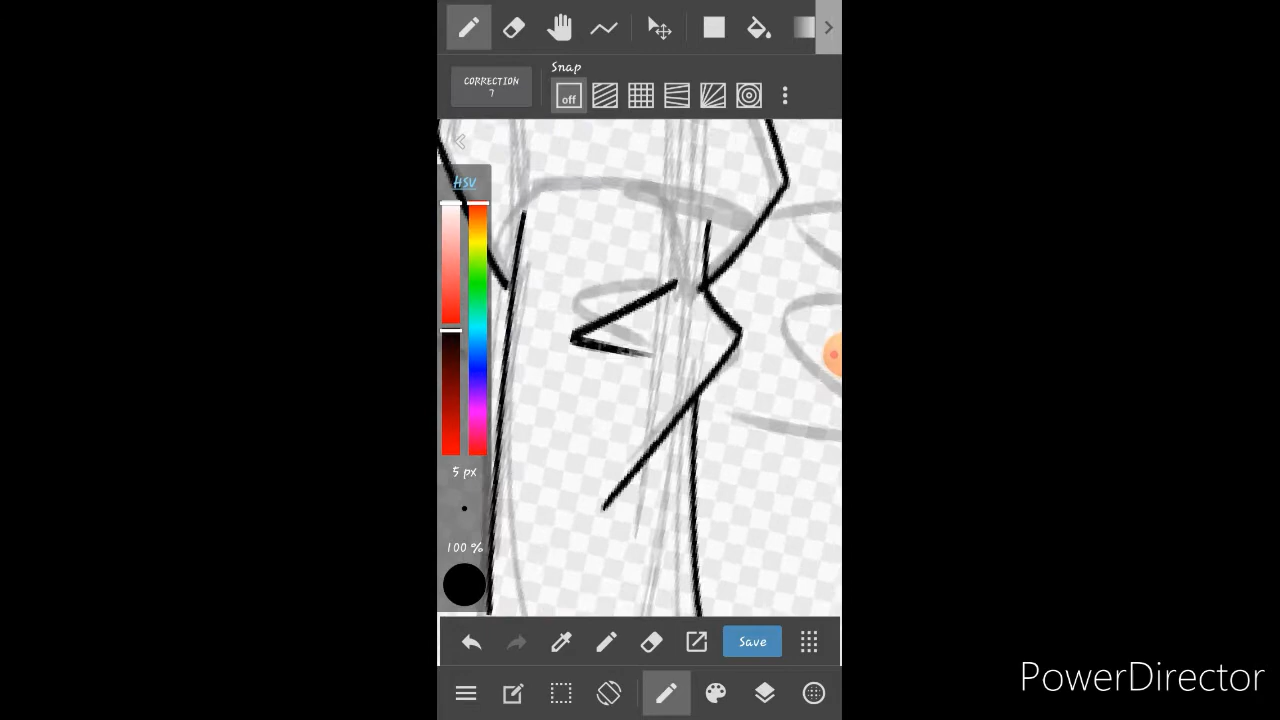 Snap
CORRECTION
7
off
HSV
5 px
100 %
Save
PowerDirector